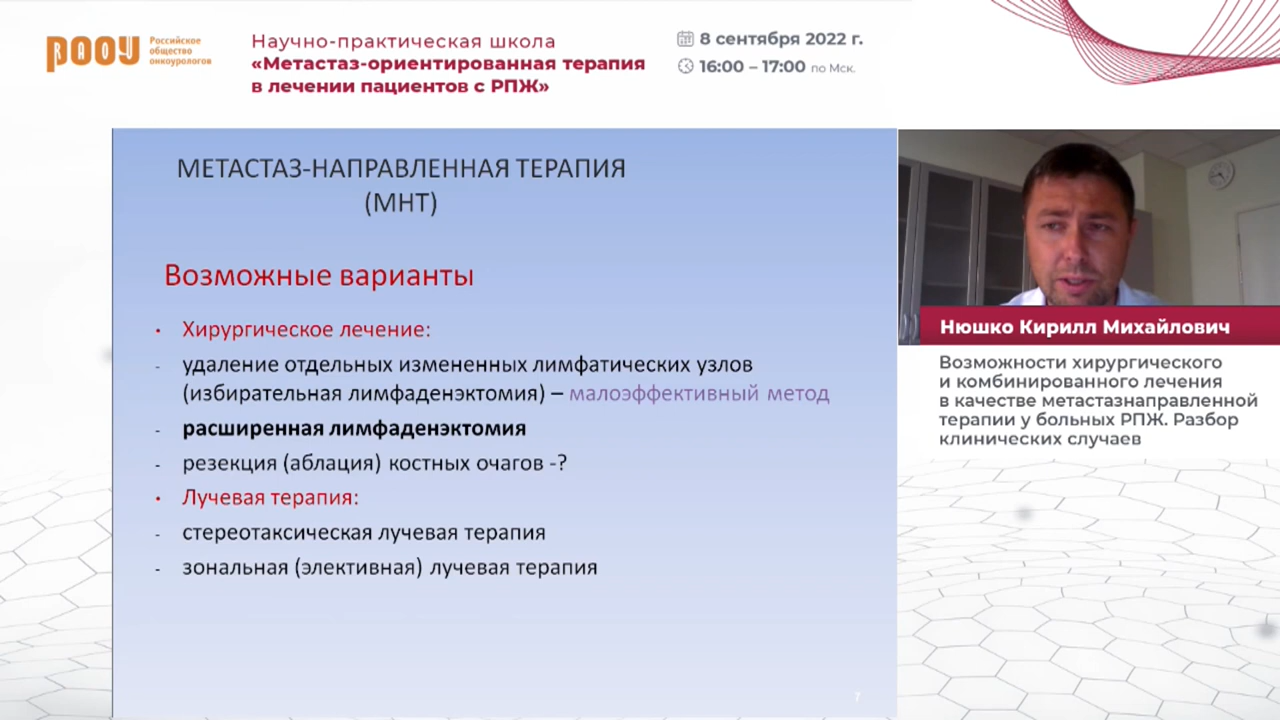 РАОУ
Российское
общество
онкоурологов
Научно-практическая школа
«Метастаз-ориентированная терапия
в лечении пациентов с РПЖ»
8 сентября 2022 г.
16:00 – 17:00 по Мск.
МЕТАСТАЗ-НАПРАВЛЕННАЯ ТЕРАПИЯ
(МНТ)
Возможные варианты
• Хирургическое лечение:
- удаление отдельных измененных лимфатических узлов
(избирательная лимфаденэктомия) – малоэффективный метод
- расширенная лимфаденэктомия
- резекция (аблация) костных очагов -?
• Лучевая терапия:
- стереотаксическая лучевая терапия
- зональная (элективная) лучевая терапия
7
Нюшко Кирилл Михайлович
Возможности хирургического
и комбинированного лечения
в качестве метастазнаправленной
терапии у больных РПЖ. Разбор
клинических случаев